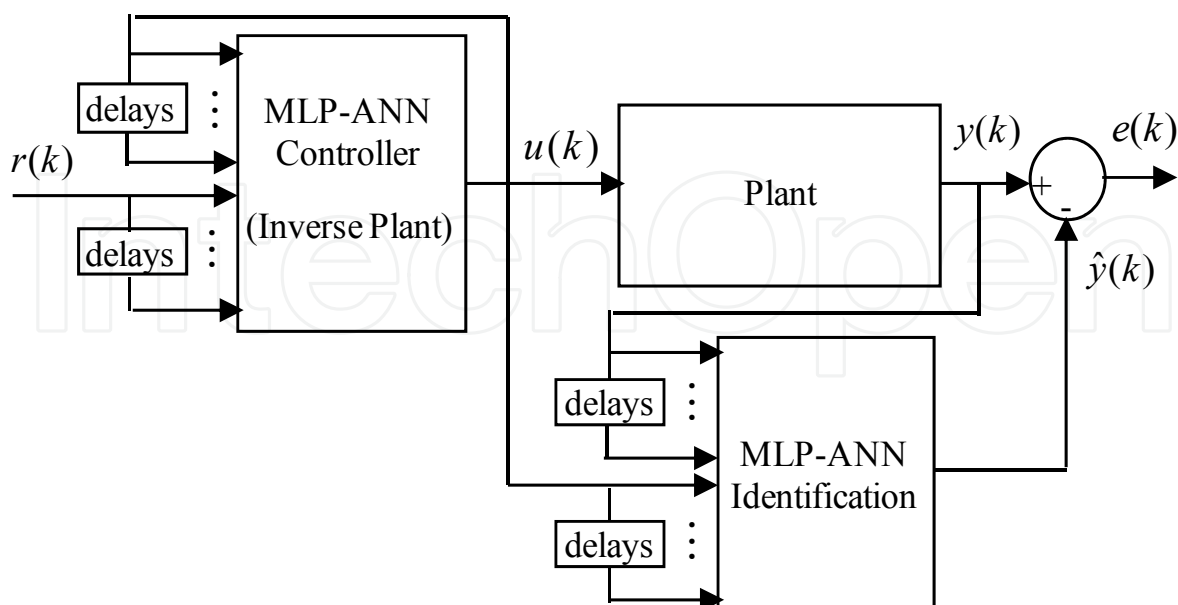 delays
MLP-ANN
Controller
(Inverse Plant)
r(k)
delays
u(k)
Plant
y(k)
e(k)
+
-
ŷ(k)
delays
MLP-ANN
Identification
delays
IntechOpen